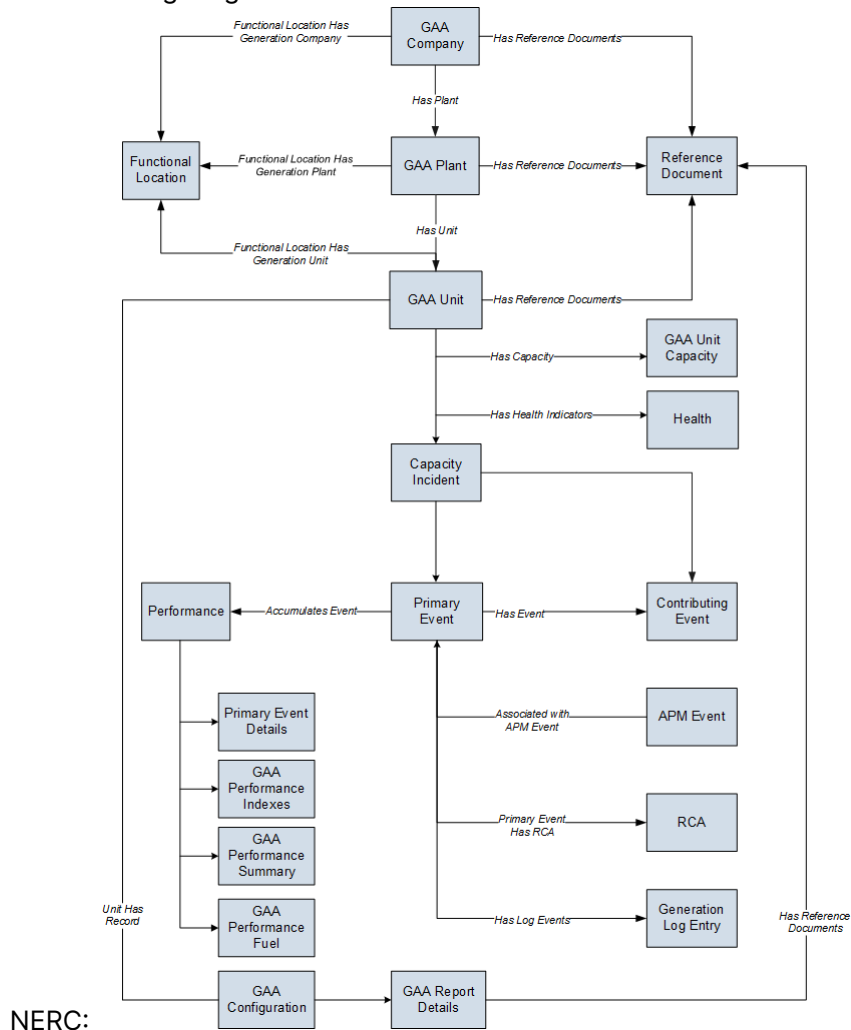 Functional Location Has
Generation Company
GAA
Company
Has Reference Documents
Has Plant
Functional
Location
Functional Location Has
Generation Plant
GAA Plant
Has Reference Documents
Reference
Document
Has Unit
Functional Location Has
Generation Unit
GAA Unit
Has Reference Documents
Has Capacity
GAA Unit
Capacity
Has Health Indicators
Health
Capacity
Incident
Performance
Accumulates Event
Primary
Event
Has Event
Contributing
Event
Primary Event
Details
Associated with
APM Event
APM Event
GAA
Performance
Indexes
Primary Event
Has RCA
RCA
GAA
Performance
Summary
Unit Has
Record
GAA
Performance
Fuel
Has Log Events
Generation
Log Entry
Has Reference
Documents
GAA
Configuration
GAA Report
Details
NERC: